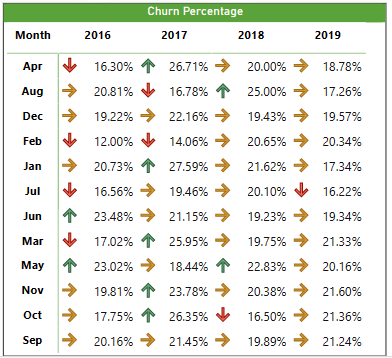 Churn Percentage
Month 2016 2017 2018 2019
Apr 16.30% 26.71% 20.00% 18.78%
Aug 20.81% 16.78% 25.00% 17.26%
Dec 19.22% 22.16% 19.43% 19.57%
Feb 12.00% 14.06% 20.65% 20.34%
Jan 20.73% 27.59% 21.62% 17.34%
Jul 16.56% 19.46% 20.10% 16.22%
Jun 23.48% 21.15% 19.23% 19.34%
Mar 17.02% 25.95% 19.75% 21.33%
May 23.02% 18.44% 22.83% 20.16%
Nov 19.81% 23.78% 20.38% 21.60%
Oct 17.75% 26.35% 16.50% 21.36%
Sep 20.16% 21.45% 19.89% 21.24%